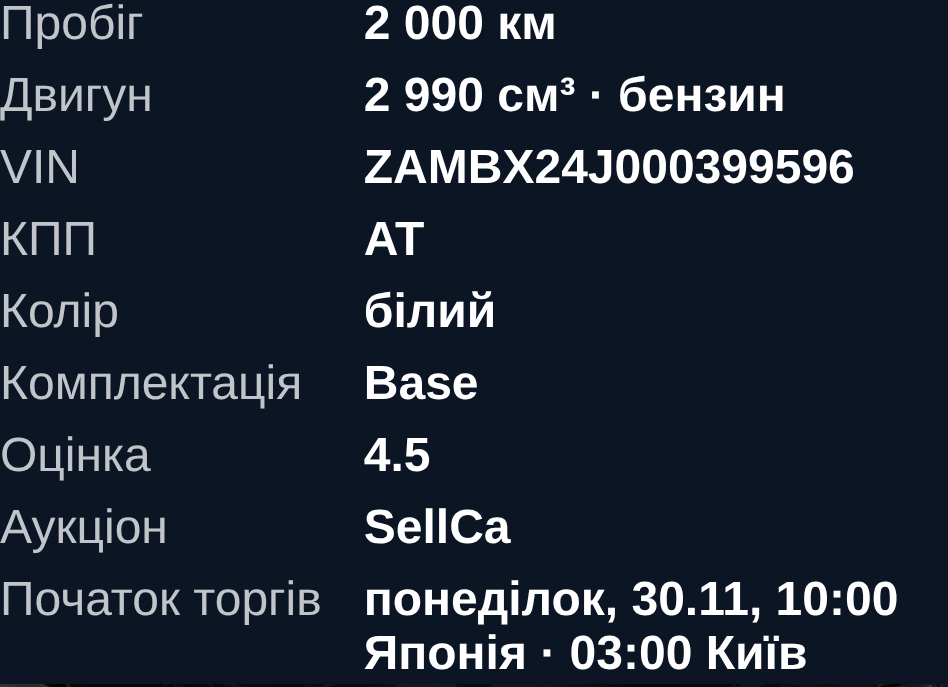 Пробіг 2 000 км
Двигун 2 990 см³ · бензин
VIN ZAMBX24J000399596
КПП AT
Колір білий
Комплектація Base
Оцінка 4.5
Аукціон SellCa
Початок торгів понеділок, 30.11, 10:00
Японія · 03:00 Київ